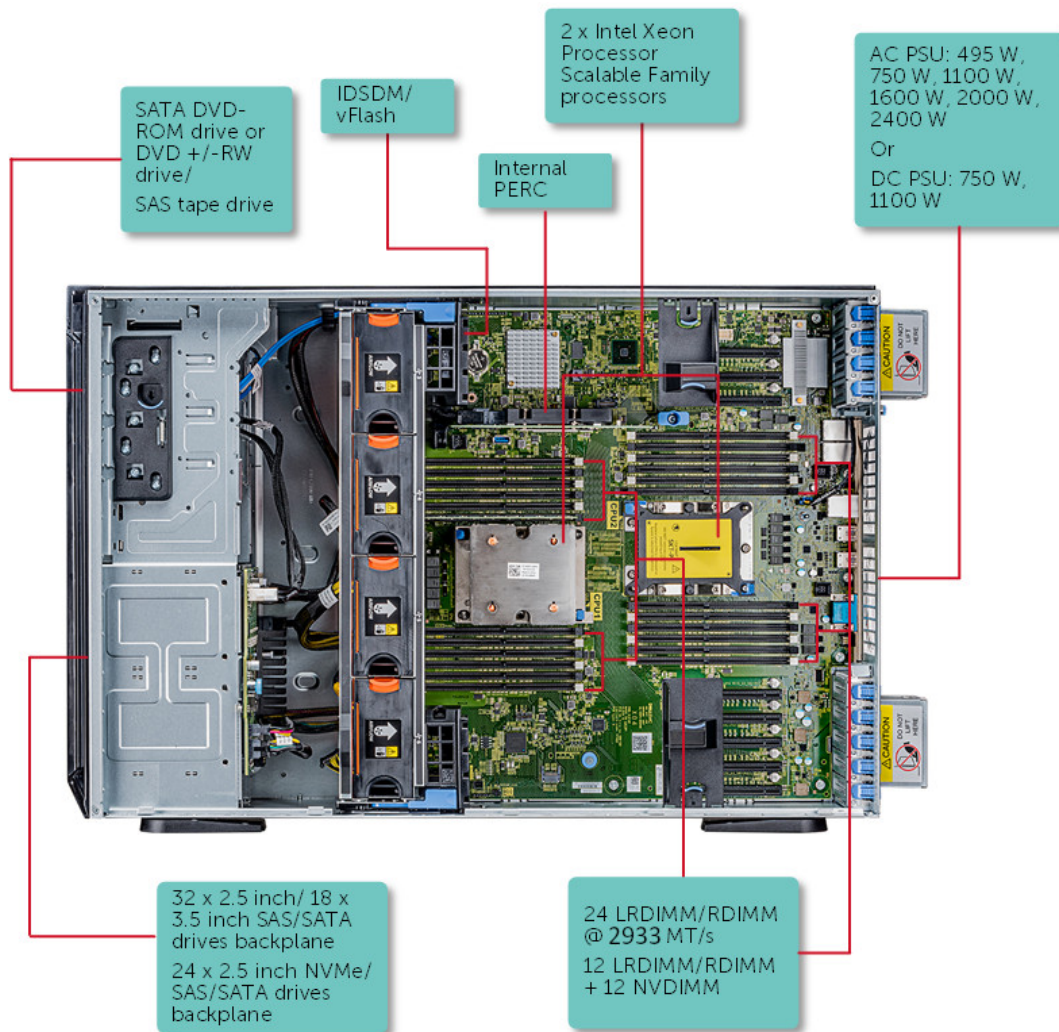 2 x Intel Xeon
Processor
Scalable Family
processors
AC PSU: 495 W,
750 W, 1100 W,
1600 W, 2000 W,
2400 W
Or
DC PSU: 750 W,
1100 W
SATA DVD-
ROM drive or
DVD +/-RW
drive/
SAS tape drive
IDSDM/
vFlash
Internal
PERC
CAUTION
DO NOT
LIFT
HERE
CPU2
CPU1
CAUTION
DO NOT
LIFT
HERE
32 x 2.5 inch/ 18 x
3.5 inch SAS/SATA
drives backplane
24 x 2.5 inch NVMe/
SAS/SATA drives
backplane
24 LRDIMM/RDIMM
@ 2933 MT/s
12 LRDIMM/RDIMM
+ 12 NVDIMM